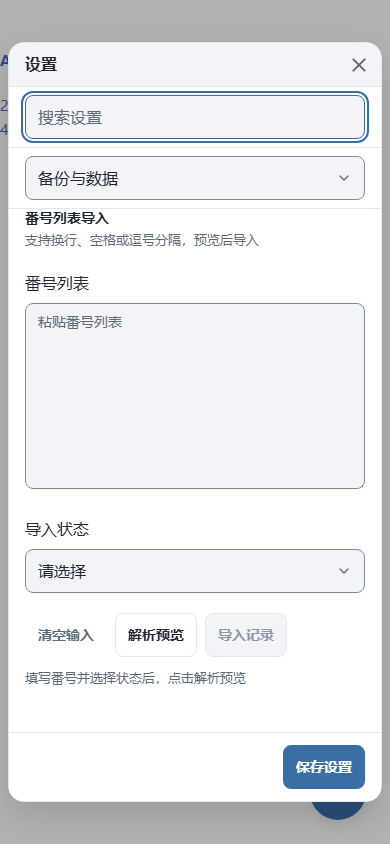 设置
搜索设置
备份与数据
番号列表导入
支持换行、空格或逗号分隔，预览后导入
番号列表
粘贴番号列表
导入状态
请选择
清空输入 解析预览 导入记录
填写番号并选择状态后，点击解析预览
保存设置